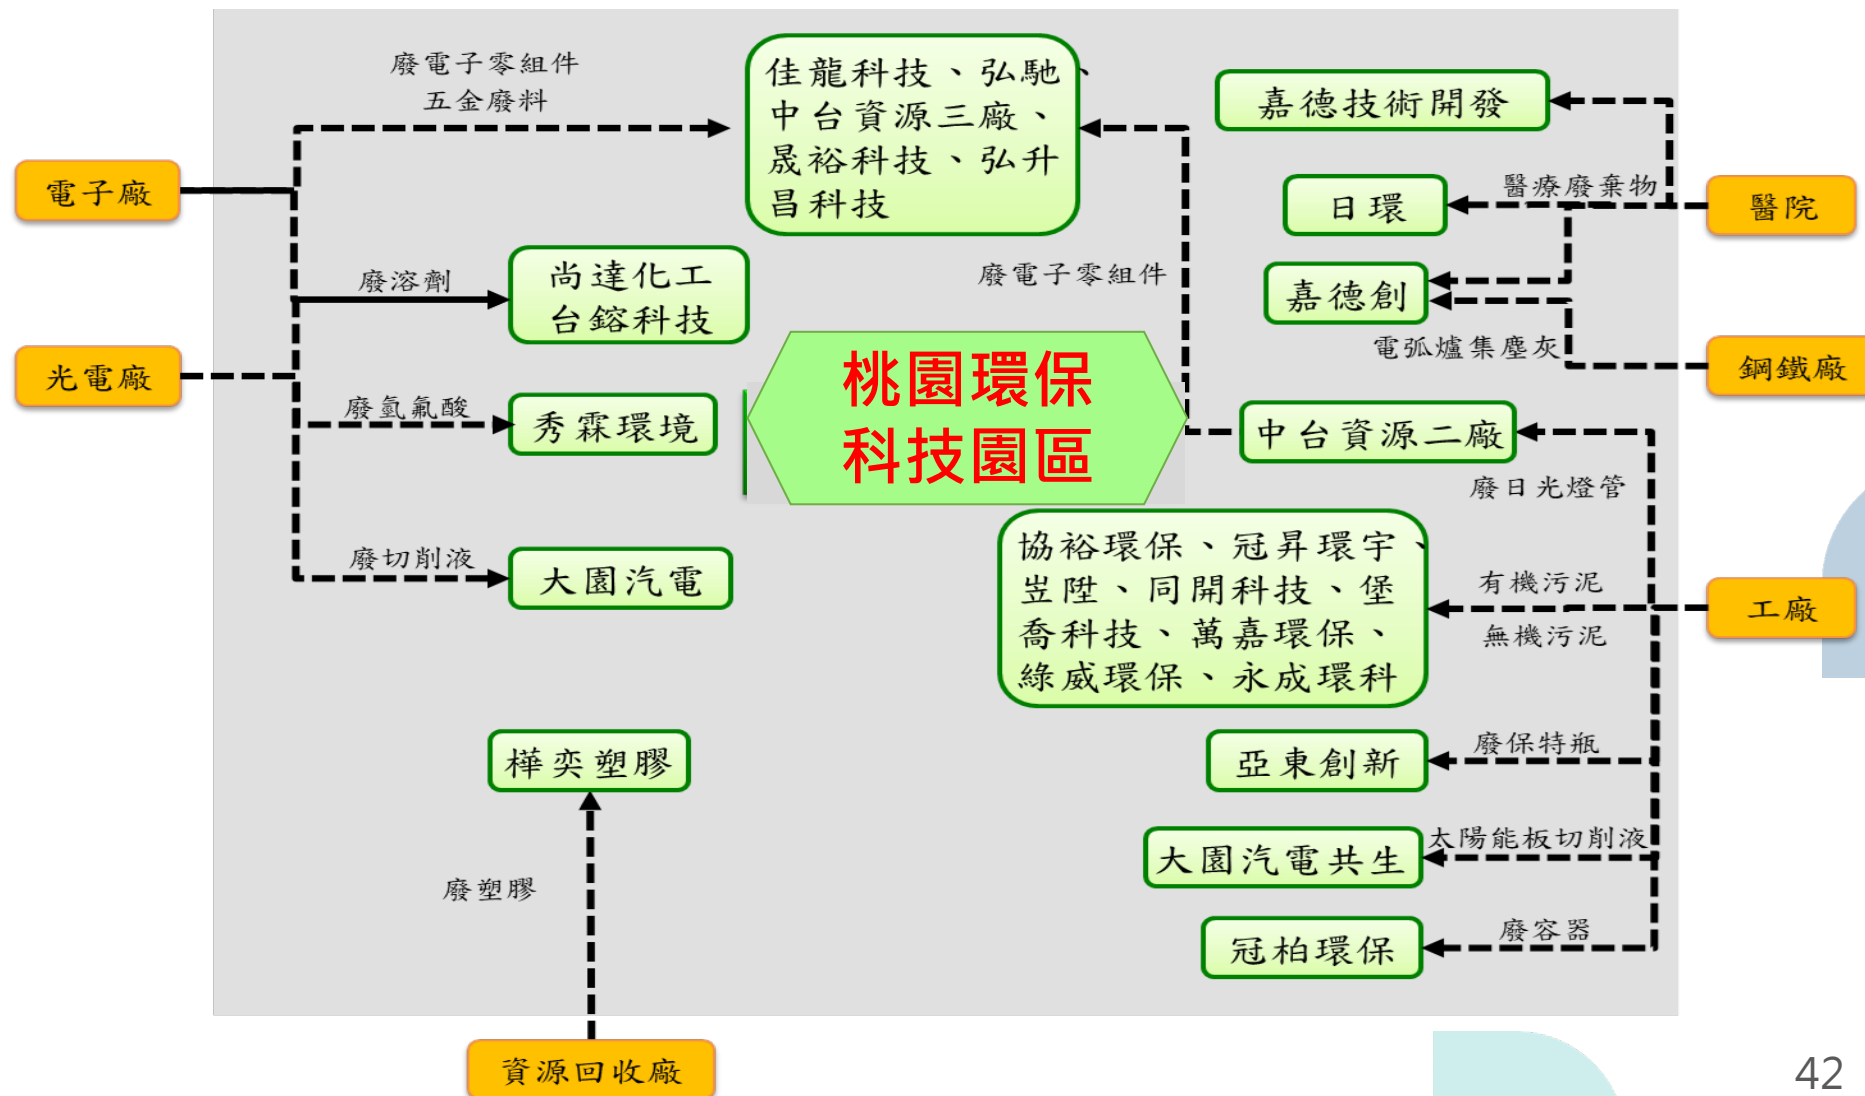 廢電子零組件
五金廢料
佳龍科技、弘馳、
中台資源三廠、
晟裕科技、弘升
昌科技
嘉德技術開發
電子廠
醫療廢棄物
日環
醫院
廢溶劑
尚達化工
台鎔科技
廢電子零組件
嘉德創
電弧爐集塵灰
光電廠
鋼鐵廠
桃園環保
科技園區
廢氫氟酸
秀霖環境
中台資源二廠
廢日光燈管
廢切削液
大園汽電
協裕環保、冠昇環宇、
豈陞、同開科技、堡
喬科技、萬嘉環保、
綠威環保、永成環科
有機污泥
無機污泥
工廠
樺奕塑膠
亞東創新
廢保特瓶
太陽能板切削液
大園汽電共生
廢塑膠
冠柏環保
廢容器
資源回收廠
42